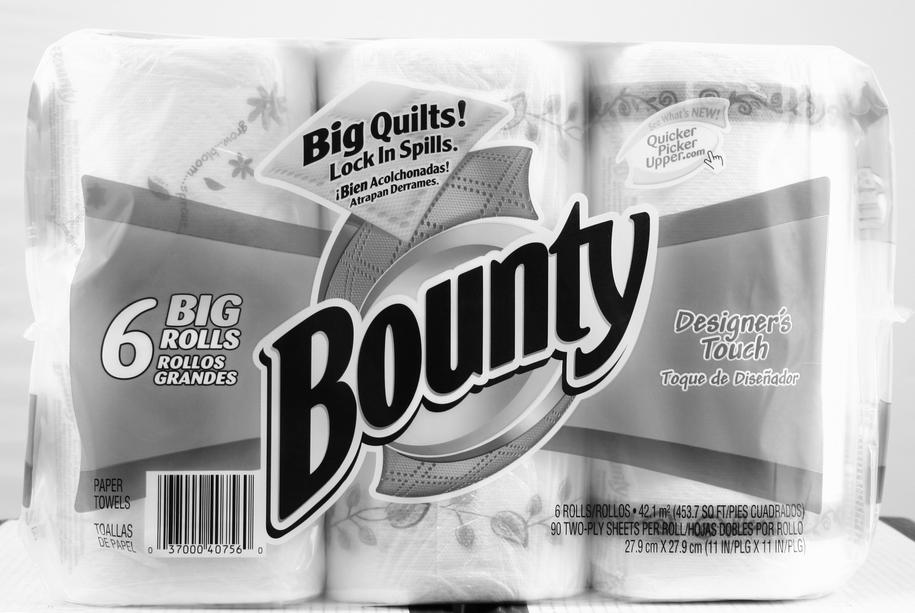 Big Quilts!
Lock In Spills.
¡Bien Acolchonadas!
Atrapan Derrames.
See What's NEW!
Quicker
Picker
Upper.com
grow bloom
Bounty
6 BIG
ROLLS
ROLLOS
GRANDES
Designer's
Touch
Toque de Diseñador
PAPER
TOWELS
TOALLAS
DE PAPEL
0 37000 40756 0
6 ROLLS/ROLLOS • 42.1 m² (453.7 SQ FT/PIES CUADRADOS)
90 TWO-PLY SHEETS PER ROLL/HOJAS DOBLES POR ROLLO
27.9 cm X 27.9 cm (11 IN/PLG X 11 IN/PLG)